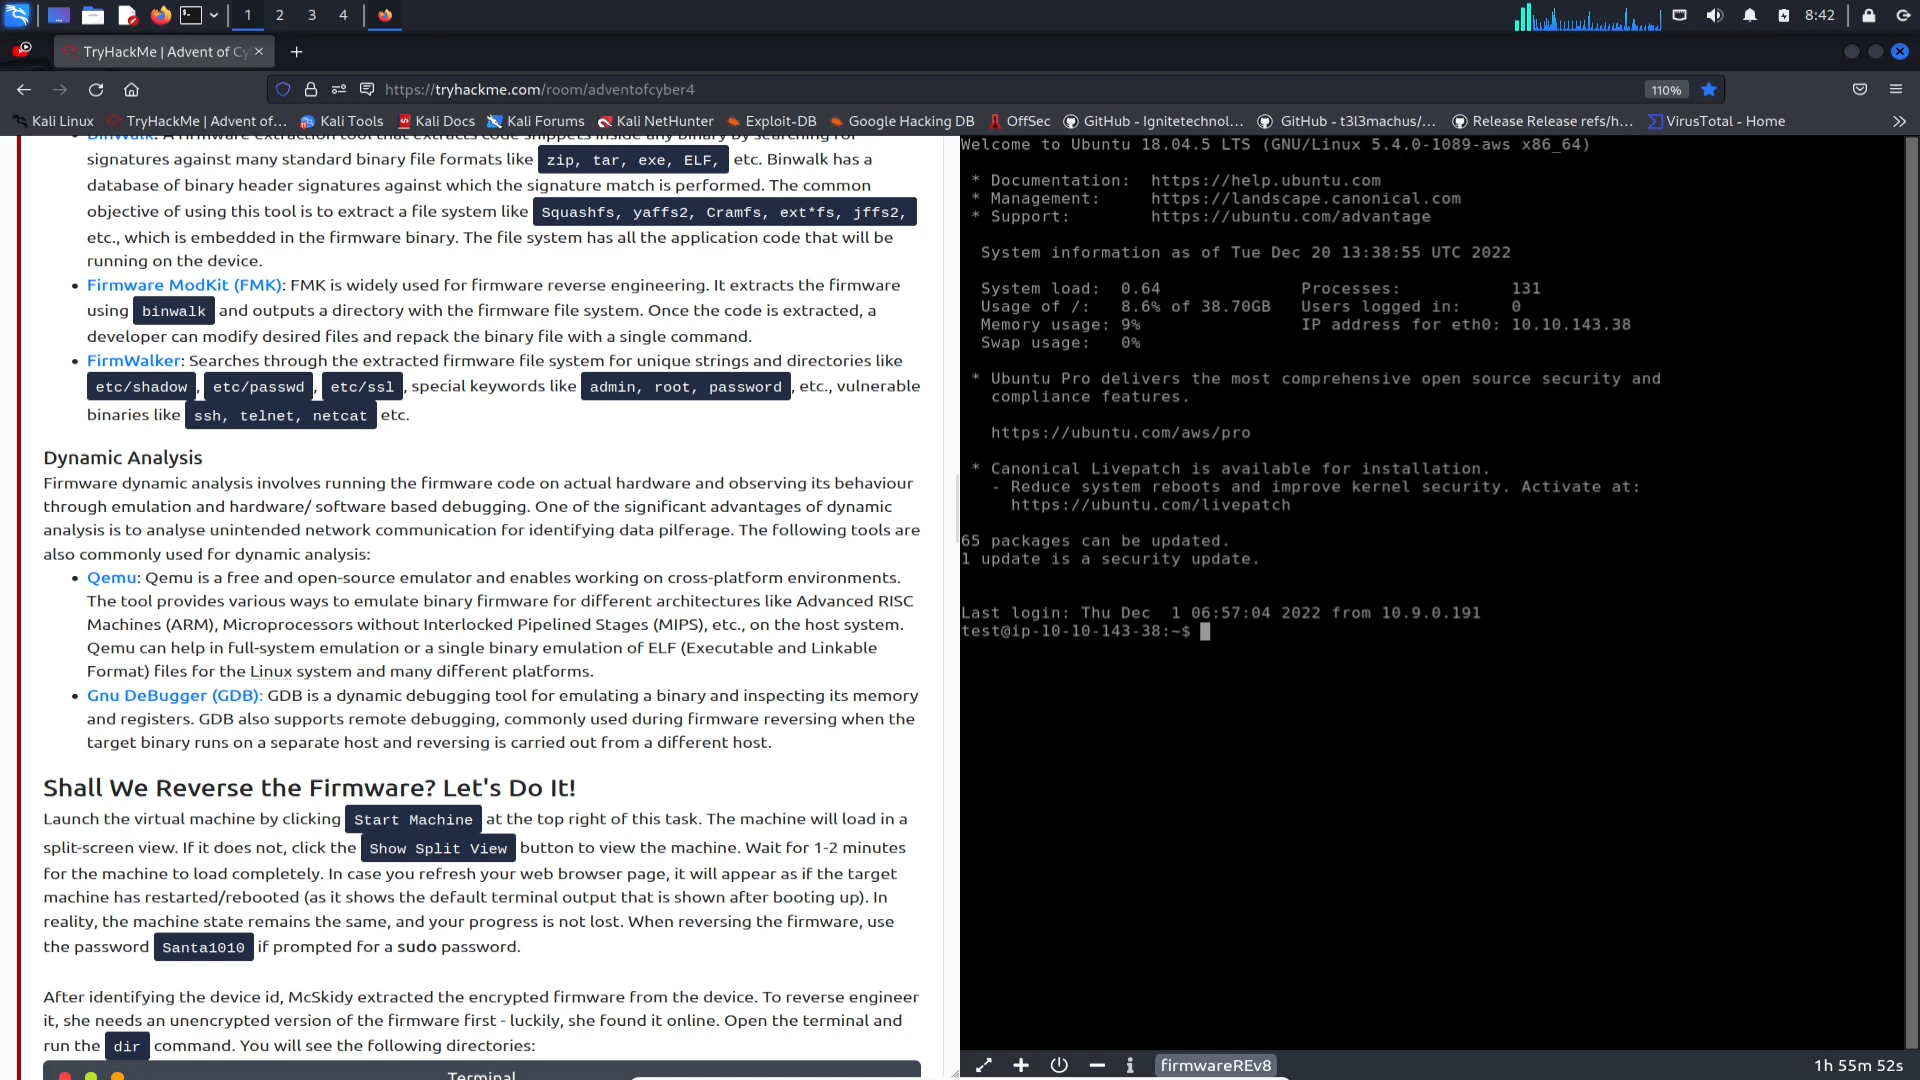 1 2 3 4 8:42
TryHackMe | Advent of Cy
https://tryhackme.com/room/adventofcyber4 110%
Kali Linux TryHackMe | Advent of... Kali Tools Kali Docs Kali Forums Kali NetHunter Exploit-DB Google Hacking DB OffSec GitHub - Ignitetechnol... GitHub - t3l3machus/... Release Release refs/h... VirusTotal - Home
BinWalk: A firmware extraction tool that extracts code snippets inside any binary by searching for
signatures against many standard binary file formats like zip, tar, exe, ELF, etc. Binwalk has a
database of binary header signatures against which the signature match is performed. The common
objective of using this tool is to extract a file system like Squashfs, yaffs2, Cramfs, ext*fs, jffs2,
etc., which is embedded in the firmware binary. The file system has all the application code that will be
running on the device.
Firmware ModKit (FMK): FMK is widely used for firmware reverse engineering. It extracts the firmware
using binwalk and outputs a directory with the firmware file system. Once the code is extracted, a
developer can modify desired files and repack the binary file with a single command.
FirmWalker: Searches through the extracted firmware file system for unique strings and directories like
etc/shadow, etc/passwd, etc/ssl, special keywords like admin, root, password, etc., vulnerable
binaries like ssh, telnet, netcat etc.
Dynamic Analysis
Firmware dynamic analysis involves running the firmware code on actual hardware and observing its behaviour
through emulation and hardware/ software based debugging. One of the significant advantages of dynamic
analysis is to analyse unintended network communication for identifying data pilferage. The following tools are
also commonly used for dynamic analysis:
Qemu: Qemu is a free and open-source emulator and enables working on cross-platform environments.
The tool provides various ways to emulate binary firmware for different architectures like Advanced RISC
Machines (ARM), Microprocessors without Interlocked Pipelined Stages (MIPS), etc., on the host system.
Qemu can help in full-system emulation or a single binary emulation of ELF (Executable and Linkable
Format) files for the Linux system and many different platforms.
Gnu DeBugger (GDB): GDB is a dynamic debugging tool for emulating a binary and inspecting its memory
and registers. GDB also supports remote debugging, commonly used during firmware reversing when the
target binary runs on a separate host and reversing is carried out from a different host.
Shall We Reverse the Firmware? Let's Do It!
Launch the virtual machine by clicking Start Machine at the top right of this task. The machine will load in a
split-screen view. If it does not, click the Show Split View button to view the machine. Wait for 1-2 minutes
for the machine to load completely. In case you refresh your web browser page, it will appear as if the target
machine has restarted/rebooted (as it shows the default terminal output that is shown after booting up). In
reality, the machine state remains the same, and your progress is not lost. When reversing the firmware, use
the password Santa1010 if prompted for a sudo password.
After identifying the device id, McSkidy extracted the encrypted firmware from the device. To reverse engineer
it, she needs an unencrypted version of the firmware first - luckily, she found it online. Open the terminal and
run the dir command. You will see the following directories:
Terminal
Welcome to Ubuntu 18.04.5 LTS (GNU/Linux 5.4.0-1089-aws x86_64)
* Documentation: https://help.ubuntu.com
* Management: https://landscape.canonical.com
* Support: https://ubuntu.com/advantage
System information as of Tue Dec 20 13:38:55 UTC 2022
System load: 0.64 Processes: 131
Usage of /: 8.6% of 38.70GB Users logged in: 0
Memory usage: 9% IP address for eth0: 10.10.143.38
Swap usage: 0%
* Ubuntu Pro delivers the most comprehensive open source security and
compliance features.
https://ubuntu.com/aws/pro
* Canonical Livepatch is available for installation.
- Reduce system reboots and improve kernel security. Activate at:
https://ubuntu.com/livepatch
65 packages can be updated.
1 update is a security update.
Last login: Thu Dec 1 06:57:04 2022 from 10.9.0.191
test@ip-10-10-143-38:~$
firmwareREv8 1h 55m 52s